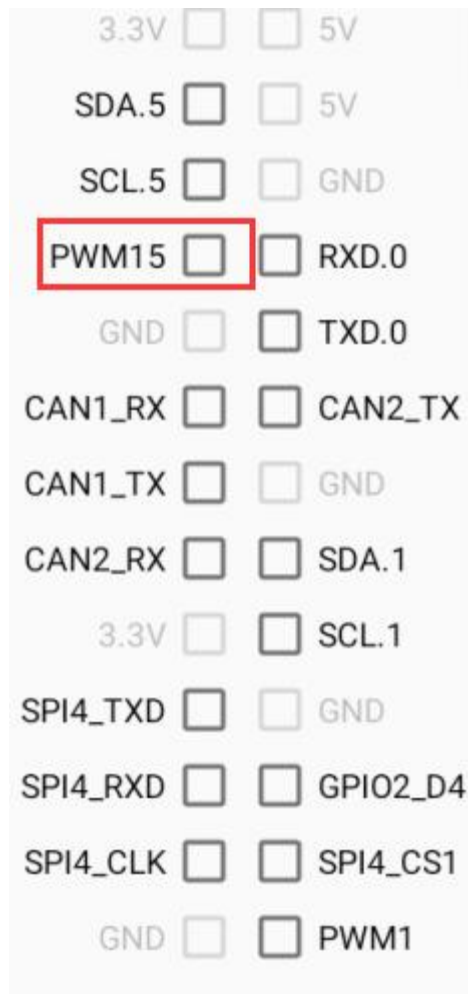 3.3V 5V
SDA.5 5V
SCL.5 GND
PWM15 RXD.0
GND TXD.0
CAN1_RX CAN2_TX
CAN1_TX GND
CAN2_RX SDA.1
3.3V SCL.1
SPI4_TXD GND
SPI4_RXD GPIO2_D4
SPI4_CLK SPI4_CS1
GND PWM1